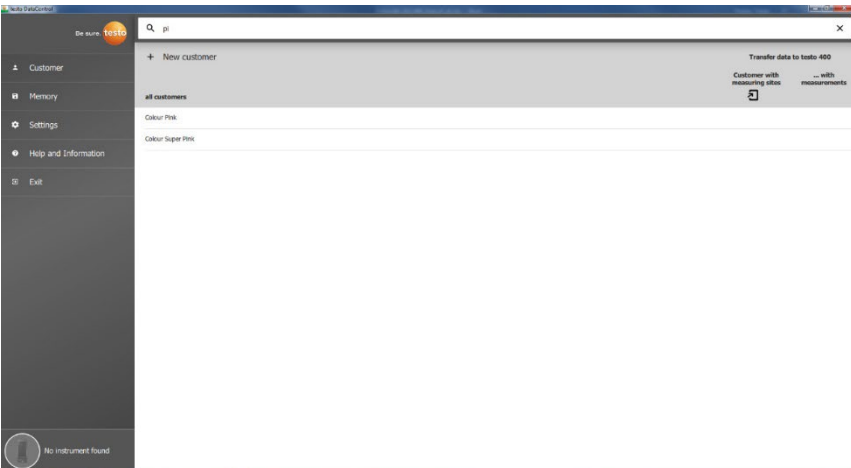 Testo DataControl
Be sure. testo
pi
Customer
Memory
Settings
Help and Information
Exit
+ New customer
Transfer data to testo 400
Customer with measuring sites
... with measurements
all customers
Colour Pink
Colour Super Pink
No instrument found